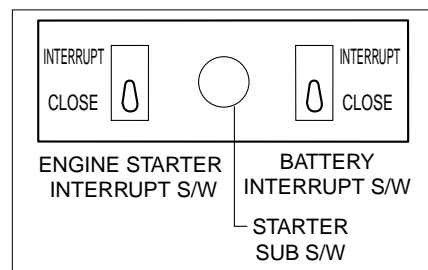 INTERRUPT
CLOSE
INTERRUPT
CLOSE
ENGINE STARTER
INTERRUPT S/W
BATTERY
INTERRUPT S/W
STARTER
SUB S/W